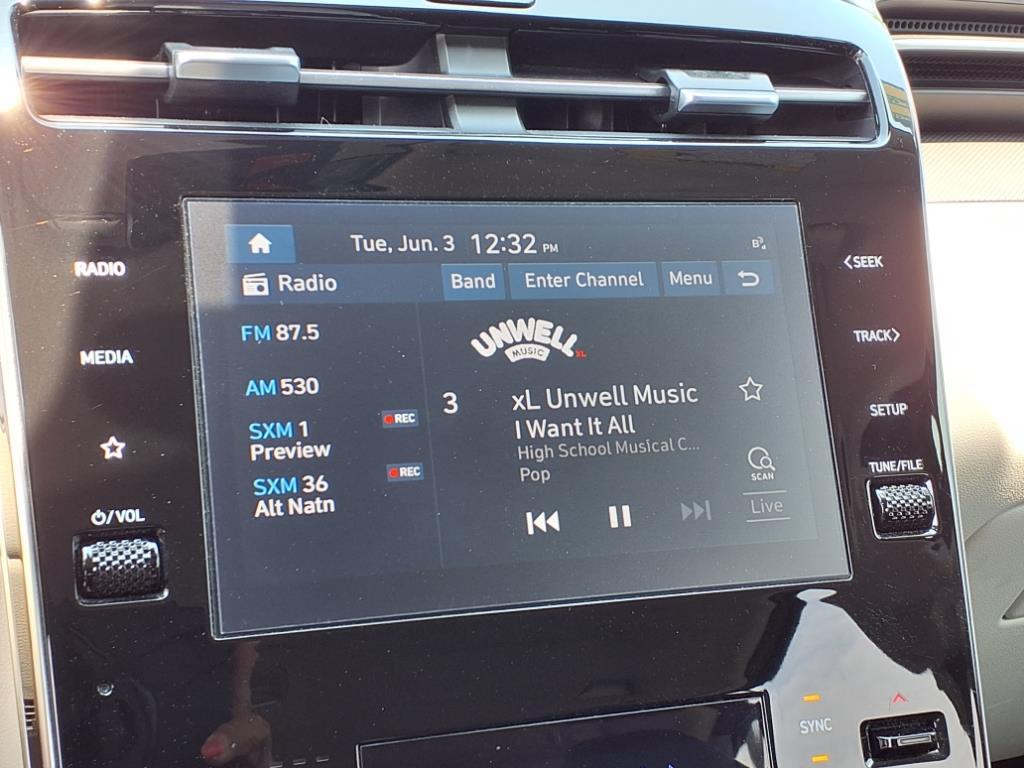 Tue, Jun. 3 12:32 PM
Radio
Band
Enter Channel
Menu
FM 87.5
AM 530
SXM 1
REC
Preview
SXM 36
REC
Alt Natn
UNWELL
MUSIC XL
3
xL Unwell Music
I Want It All
High School Musical C...
Pop
SCAN
Live
RADIO
MEDIA
⏻/VOL
<SEEK
TRACK>
SETUP
TUNE/FILE
SYNC